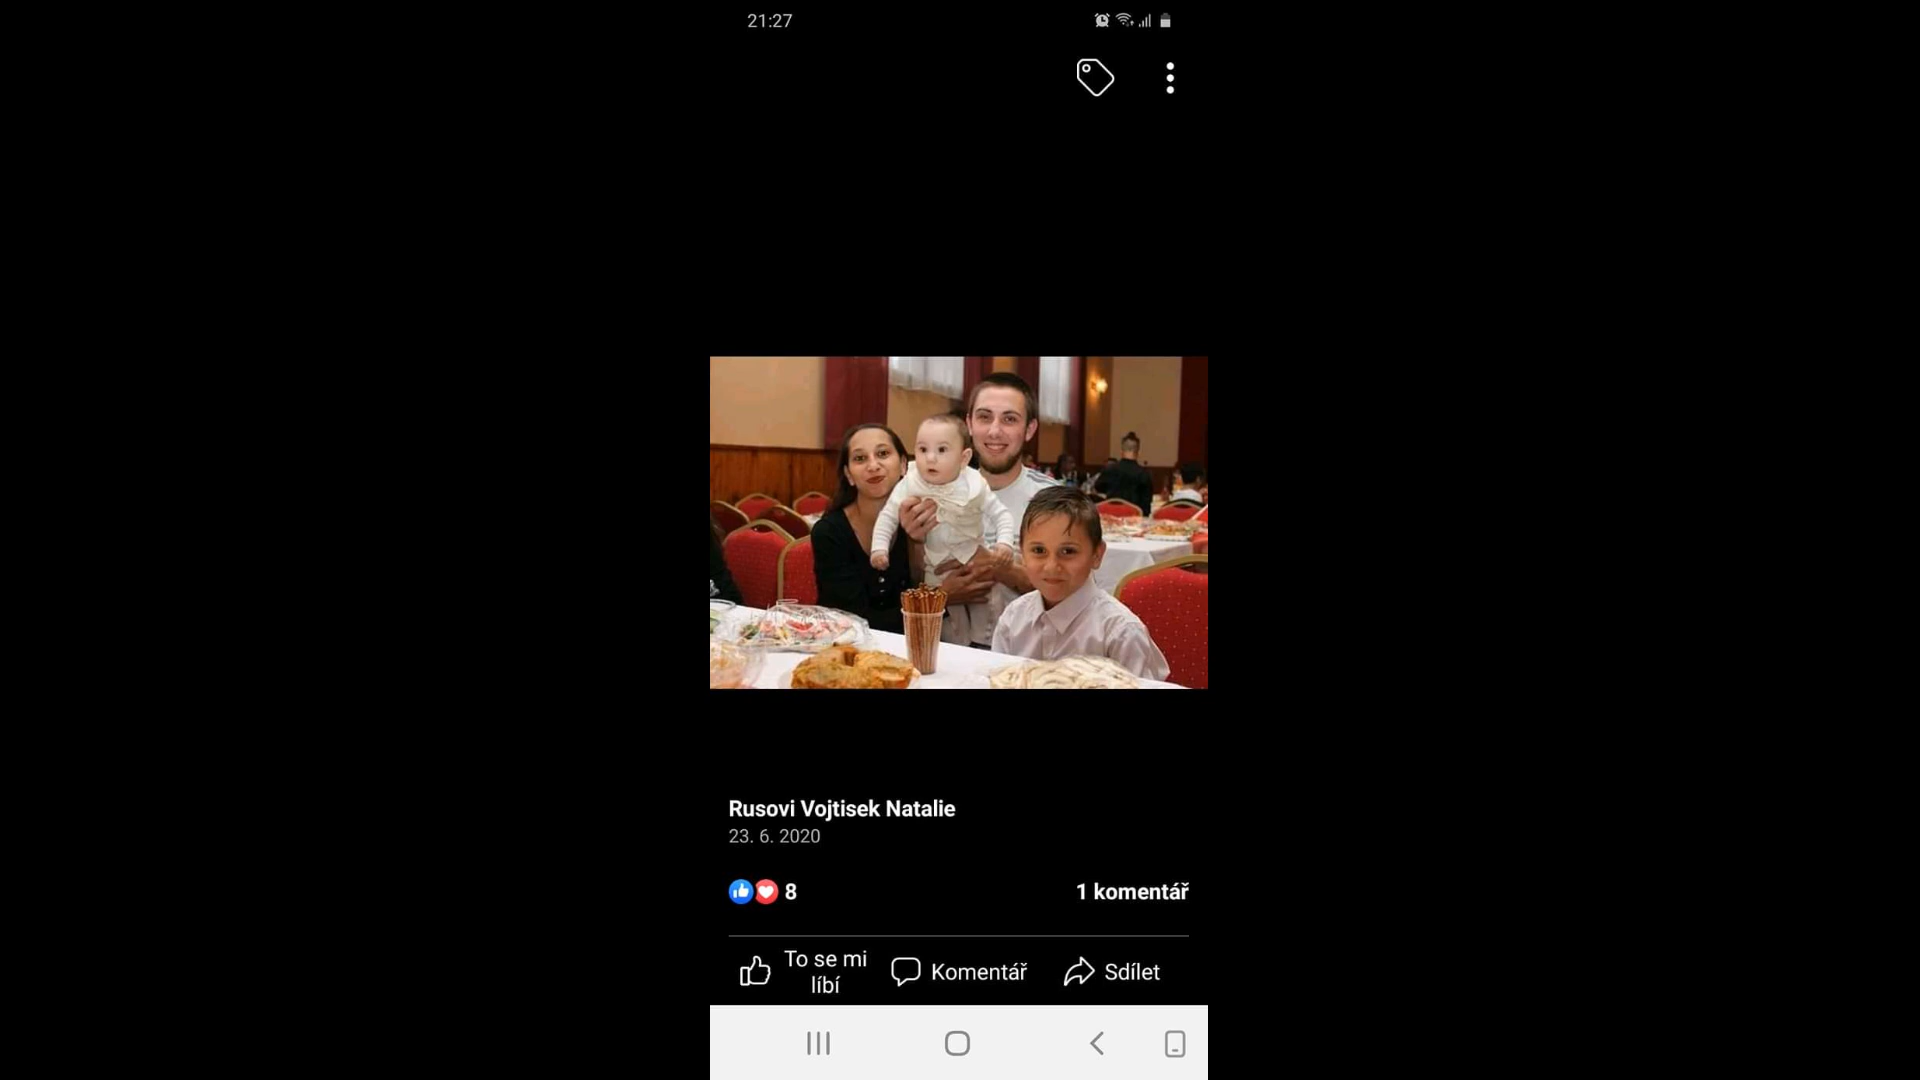 21:27
Rusovi Vojtisek Natalie
23. 6. 2020
8
1 komentář
To se mi
líbí
Komentář
Sdílet